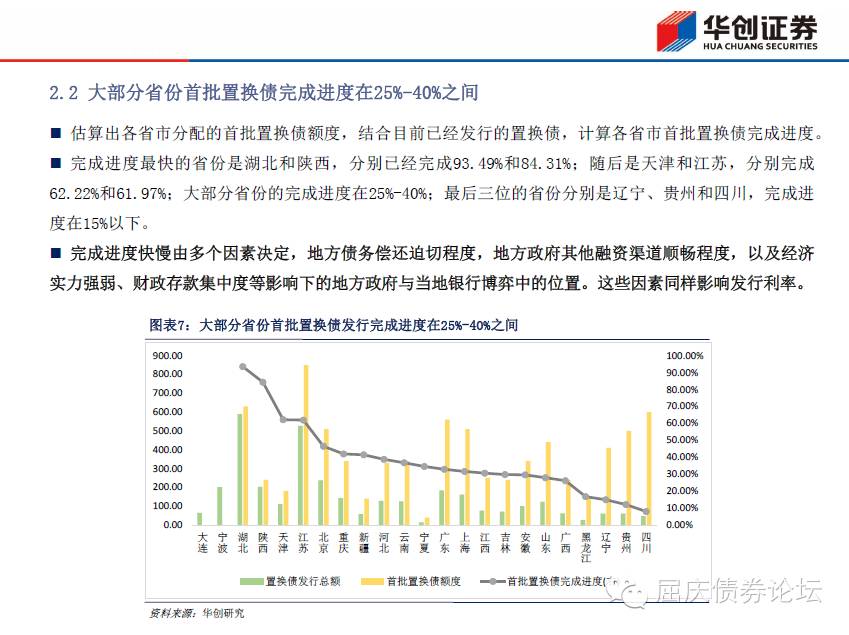 华创证券
HUA CHUANG SECURITIES
2.2 大部分省份首批置换债完成进度在25%-40%之间
■ 估算出各省市分配的首批置换债额度，结合目前已经发行的置换债，计算各省市首批置换债完成进度。
■ 完成进度最快的省份是湖北和陕西，分别已经完成93.49%和84.31%；随后是天津和江苏，分别完成
62.22%和61.97%；大部分省份的完成进度在25%-40%；最后三位的省份分别是辽宁、贵州和四川，完成进
度在15%以下。
■ 完成进度快慢由多个因素决定，地方债务偿还迫切程度，地方政府其他融资渠道顺畅程度，以及经济
实力强弱、财政存款集中度等影响下的地方政府与当地银行博弈中的位置。这些因素同样影响发行利率。
图表7：大部分省份首批置换债发行完成进度在25%-40%之间
900.00 100.00%
800.00 90.00%
700.00 80.00%
600.00 70.00%
500.00 60.00%
400.00 50.00%
300.00 40.00%
200.00 30.00%
100.00 20.00%
0.00 10.00%
0.00%
大连 宁波 湖北 陕西 天津 江苏 北京 重庆 新疆 河北 云南 宁夏 广东 上海 江西 吉林 安徽 山东 广西 黑龙江 辽宁 贵州 四川
置换债发行总额 首批置换债额度 首批置换债完成进度(
屈庆债券论坛
资料来源：华创研究